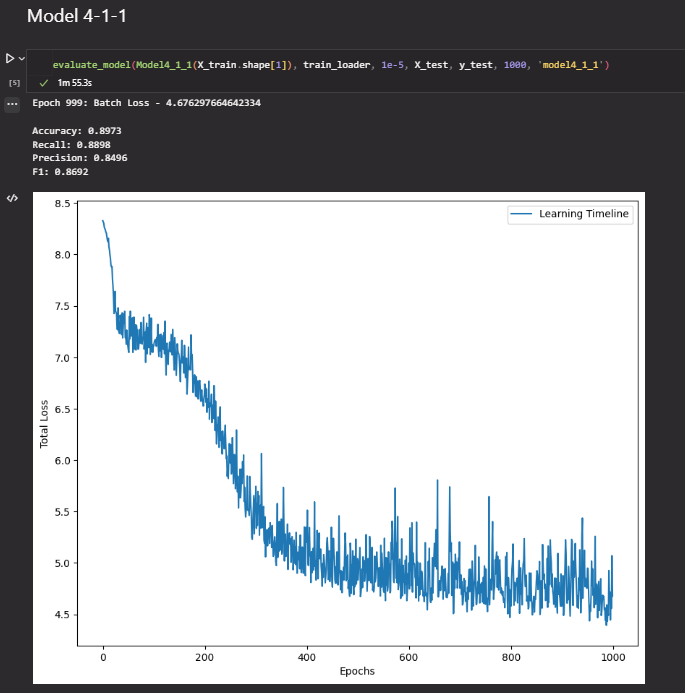 Model 4-1-1
evaluate_model(Model4_1_1(X_train.shape[1]), train_loader, 1e-5, X_test, y_test, 1000, `model4_1_1`)
[5]
1m 55.3s
Epoch 999: Batch Loss - 4.676297664642334
Accuracy: 0.8973
Recall: 0.8898
Precision: 0.8496
F1: 0.8692
Learning Timeline
8.5
8.0
7.5
7.0
6.5
6.0
5.5
5.0
4.5
Total Loss
0 200 400 600 800 1000
Epochs